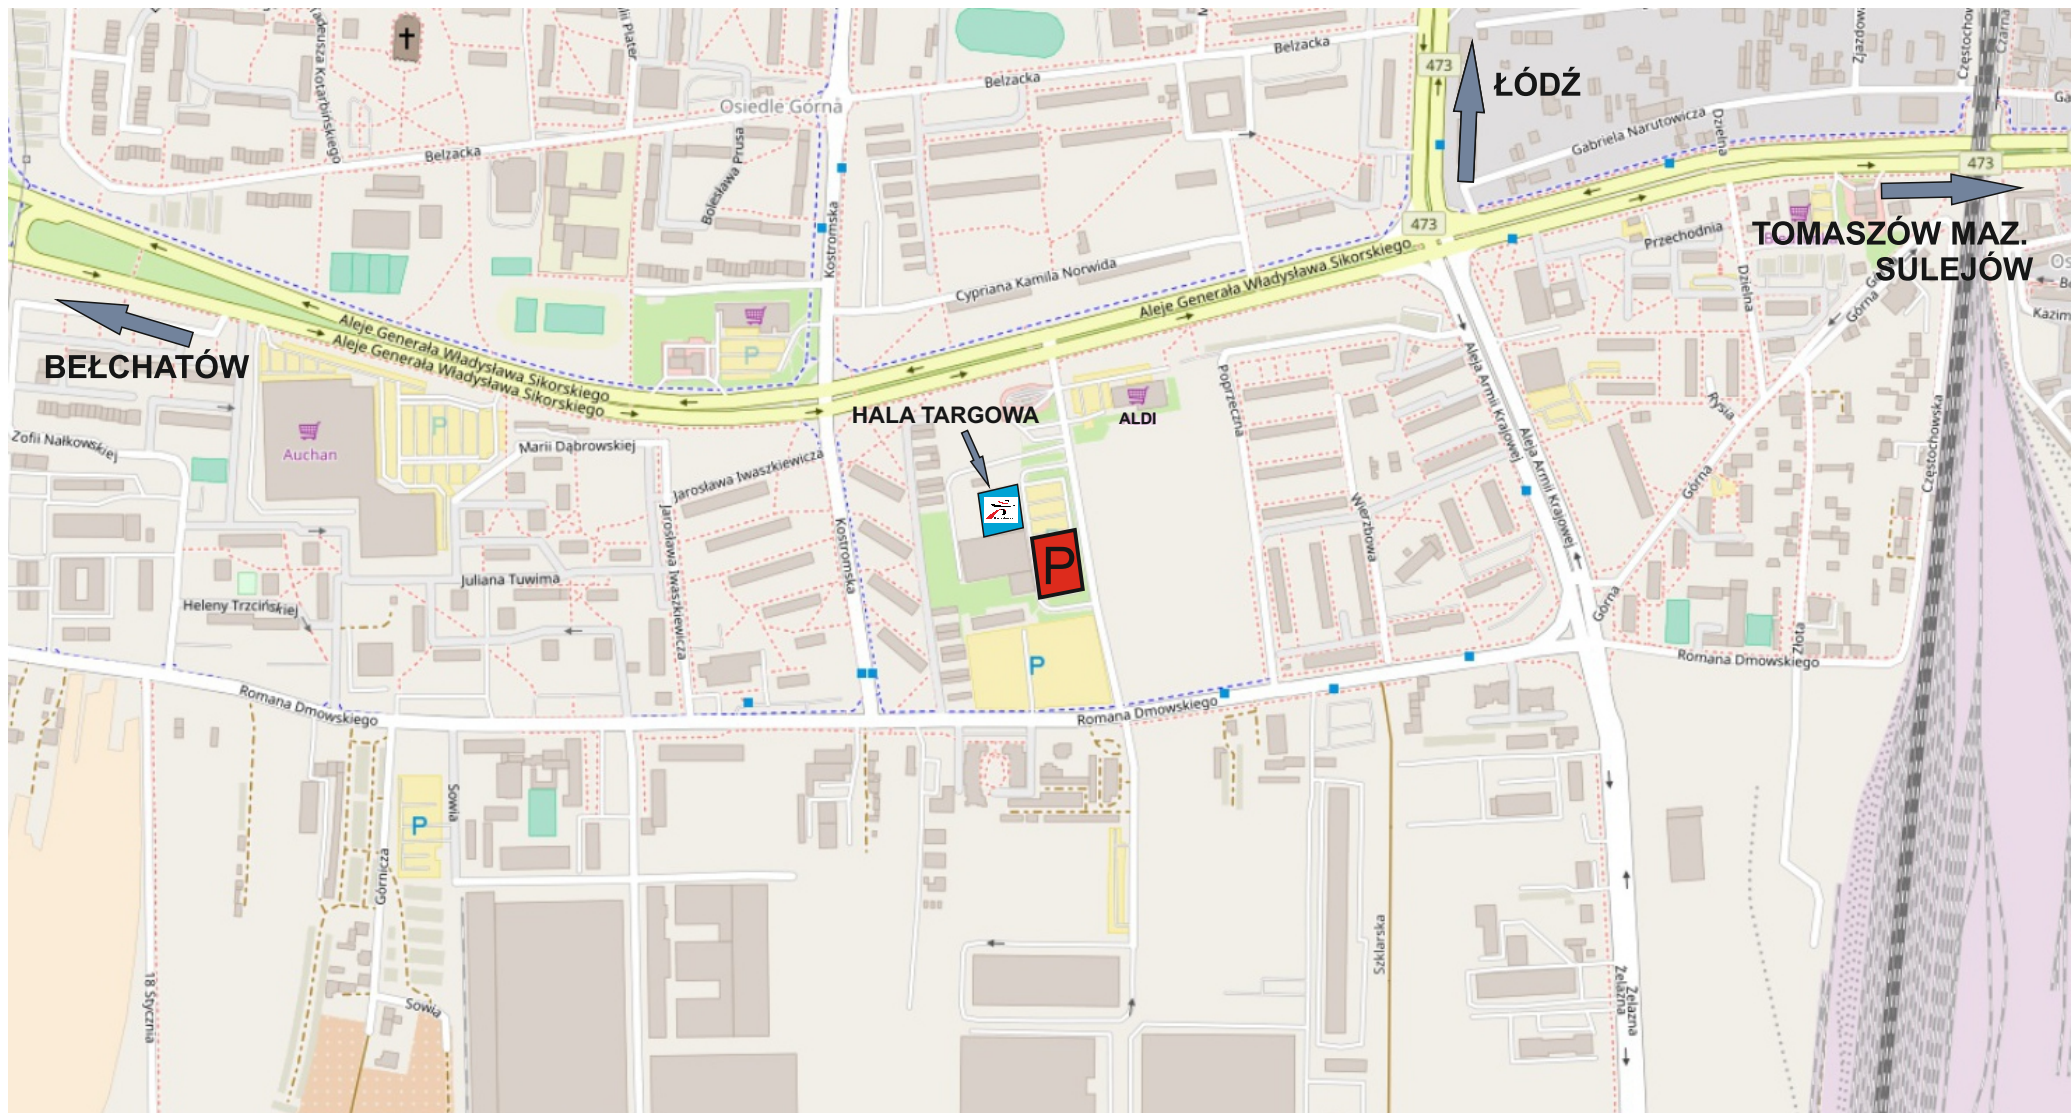 Tadeusza Kotarbińskiego
Belzacka
Belzacka
Belzacka
Osiedle Górna
Bolesława Prusa
Kostromska
473
ŁÓDŹ
Gabriela Narutowicza
Dzielna
473
473
Przechodnia
TOMASZÓW MAZ.
SULEJÓW
Dzielna
Górna
Cypriana Kamila Norwida
Aleje Generała Władysława Sikorskiego
Aleje Generała Władysława Sikorskiego
Aleje Generała Władysława Sikorskiego
BEŁCHATÓW
P
P
Auchan
Zofii Nałkowskiej
Marii Dąbrowskiej
Jarosława Iwaszkiewicza
Jarosława Iwaszkiewicza
HALA TARGOWA
ALDI
Poprzeczna
Aleja Armii Krajowej
Aleja Armii Krajowej
Rysia
Górna
Częstochowska
Wierzbowa
Kostromska
P
Juliana Tuwima
Heleny Trzcińskiej
Górna
Złota
P
Romana Dmowskiego
Romana Dmowskiego
Romana Dmowskiego
Sowia
P
Górnicza
18 Stycznia
Sowia
Szklarska
Żelazna
Żelazna